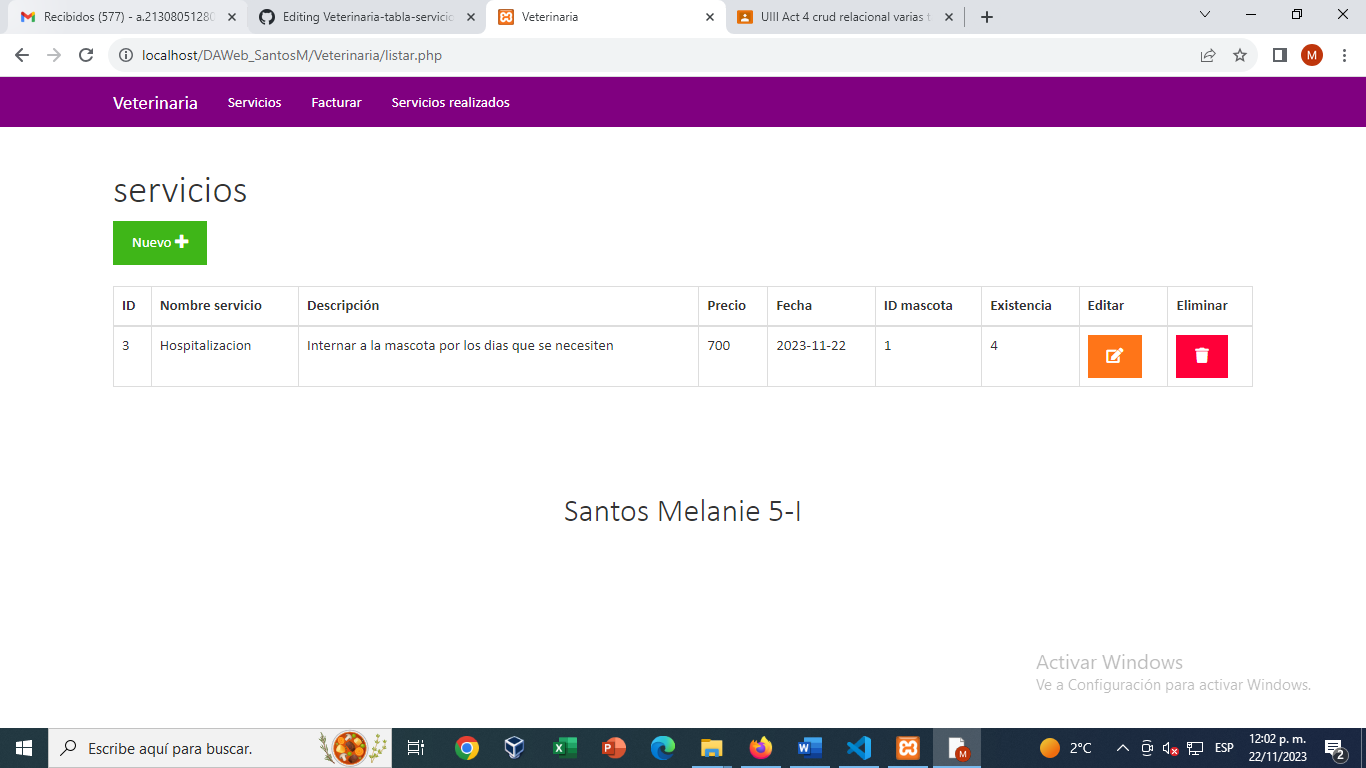 Recibidos (577) - a.21308051280
Editing Veterinaria-tabla-servicio
Veterinaria
UIII Act 4 crud relacional varias t
localhost/DAWeb_SantosM/Veterinaria/listar.php
M
Veterinaria Servicios Facturar Servicios realizados
servicios
Nuevo
ID Nombre servicio Descripción Precio Fecha ID mascota Existencia Editar Eliminar
3 Hospitalizacion Internar a la mascota por los dias que se necesiten 700 2023-11-22 1 4
Santos Melanie 5-I
Activar Windows
Ve a Configuración para activar Windows.
Escribe aquí para buscar.
2°C
ESP
12:02 p. m.
22/11/2023
2